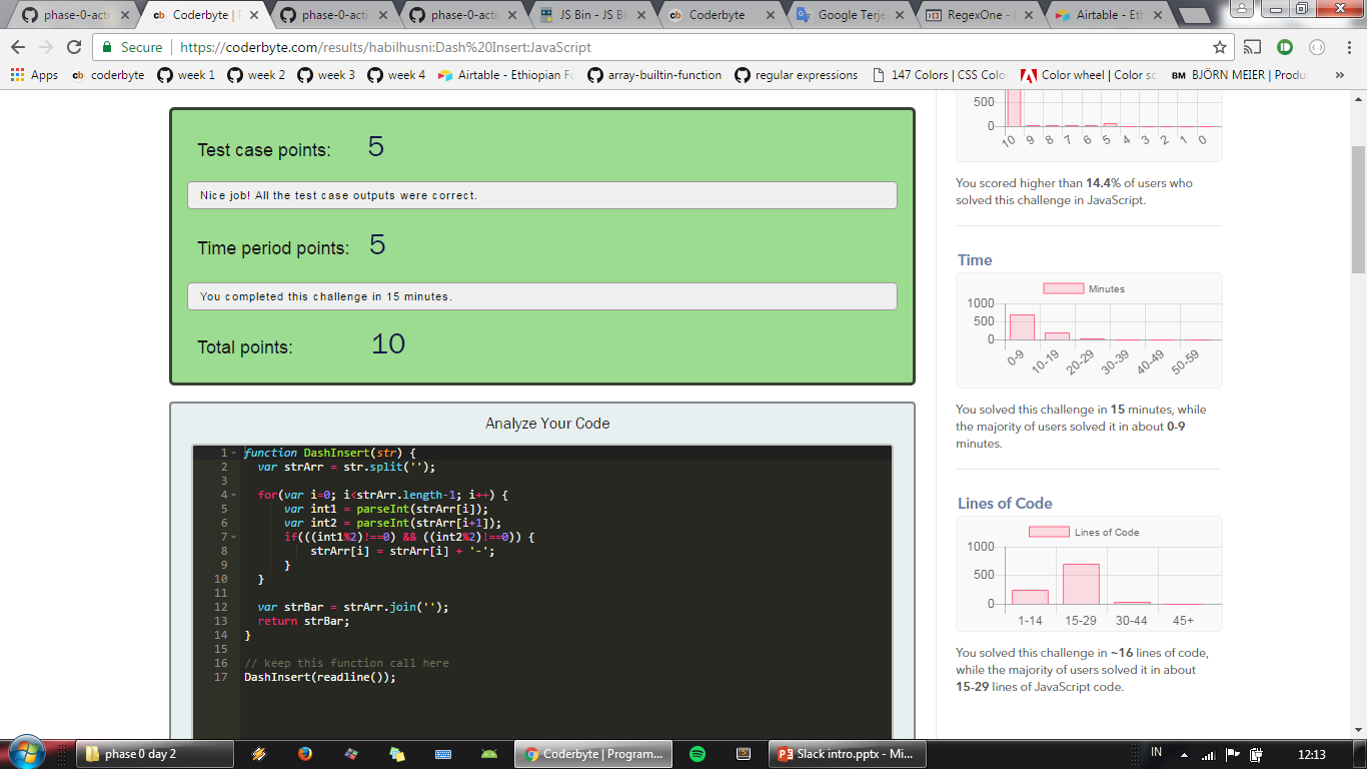 phase-0-acti
Coderbyte |
phase-0-acti
phase-0-acti
JS Bin - JS Bi
Coderbyte
Google Terje
RegexOne -
Airtable - Eth
Secure
https://coderbyte.com/results/habilhusni:Dash%20Insert:JavaScript
Apps
coderbyte
week 1
week 2
week 3
week 4
Airtable - Ethiopian Fo
array-builtin-function
regular expressions
147 Colors | CSS Colo
Color wheel | Color sc
BM
BJÖRN MEIER | Produ
»
Test case points: 5
Nice job! All the test case outputs were correct.
Time period points: 5
You completed this challenge in 15 minutes.
Total points: 10
Analyze Your Code
1 function DashInsert(str) {
2 var strArr = str.split('');
3
4 for(var i=0; i<strArr.length-1; i++) {
5 var int1 = parseInt(strArr[i]);
6 var int2 = parseInt(strArr[i+1]);
7 if(((int1%2)!==0) && ((int2%2)!==0)) {
8 strArr[i] = strArr[i] + '-';
9 }
10 }
11
12 var strBar = strArr.join('');
13 return strBar;
14 }
15
16 // keep this function call here
17 DashInsert(readline());
500
0
10 9 8 7 6 5 4 3 2 1 0
You scored higher than 14.4% of users who
solved this challenge in JavaScript.
Time
Minutes
1000
500
0
0-9 10-19 20-29 30-39 40-49 50-59
You solved this challenge in 15 minutes, while
the majority of users solved it in about 0-9
minutes.
Lines of Code
Lines of Code
1000
500
0
1-14 15-29 30-44 45+
You solved this challenge in ~16 lines of code,
while the majority of users solved it in about
15-29 lines of JavaScript code.
phase 0 day 2
Coderbyte | Program...
Slack intro.pptx - Mi...
IN
12:13